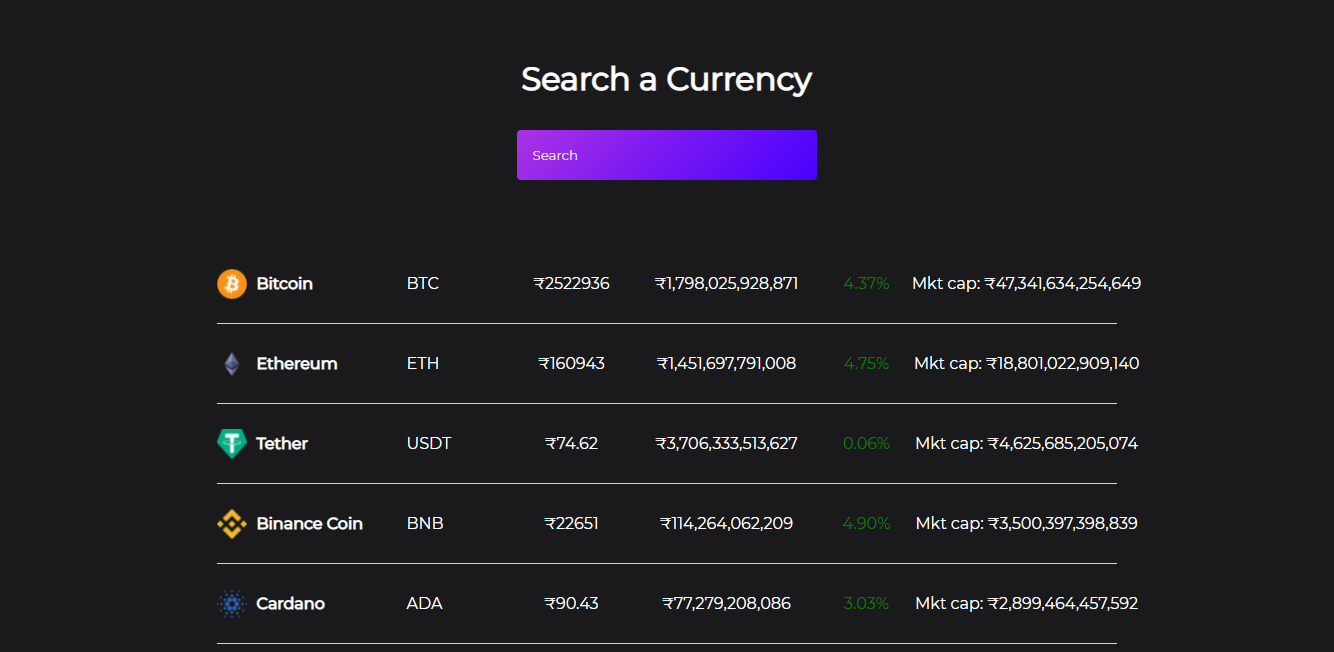 Search a Currency
Search
Bitcoin BTC ₹2522936 ₹1,798,025,928,871 4.37% Mkt cap: ₹47,341,634,254,649
Ethereum ETH ₹160943 ₹1,451,697,791,008 4.75% Mkt cap: ₹18,801,022,909,140
Tether USDT ₹74.62 ₹3,706,333,513,627 0.06% Mkt cap: ₹4,625,685,205,074
Binance Coin BNB ₹22651 ₹114,264,062,209 4.90% Mkt cap: ₹3,500,397,398,839
Cardano ADA ₹90.43 ₹77,279,208,086 3.03% Mkt cap: ₹2,899,464,457,592